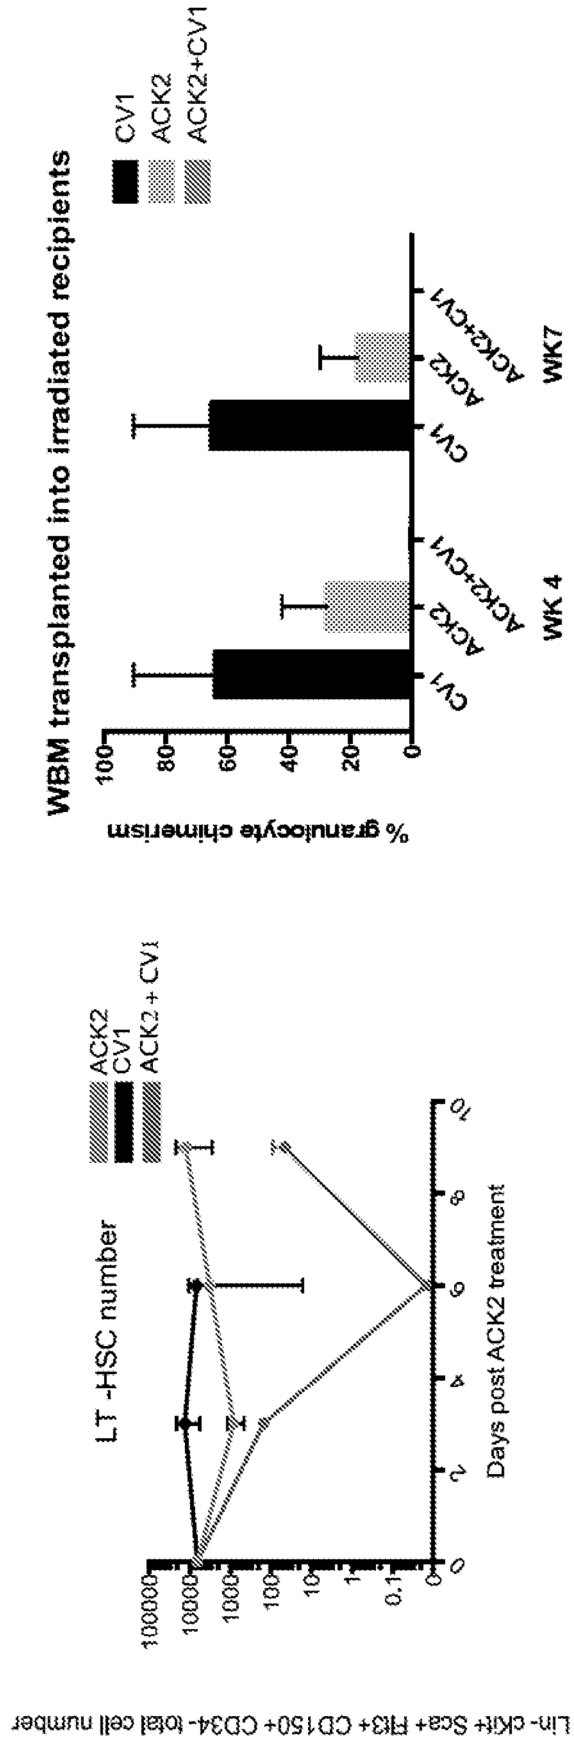 LT -HSC number
ACK2
CV1
ACK2 + CV1
Lin- cKit+ Sca+ Flt3+ CD150+ CD34- total cell number
100000
10000
1000
100
10
1
0.1
0
0
2
4
6
8
10
Days post ACK2 treatment
WBM transplanted into irradiated recipients
CV1
ACK2
ACK2+CV1
% granulocyte chimerism
100
80
60
40
20
0
CV1
ACK2
ACK2+CV1
CV1
ACK2
ACK2+CV1
WK 4
WK7